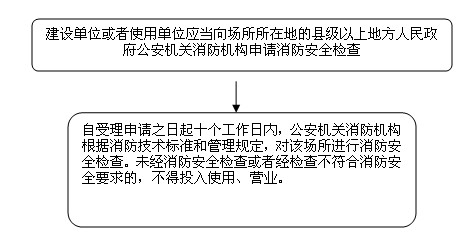 建设单位或者使用单位应当向场所所在地的县级以上地方人民政
府公安机关消防机构申请消防安全检查
自受理申请之日起十个工作日内，公安机关消防机构
根据消防技术标准和管理规定，对该场所进行消防安
全检查。未经消防安全检查或者经检查不符合消防安
全要求的，不得投入使用、营业。